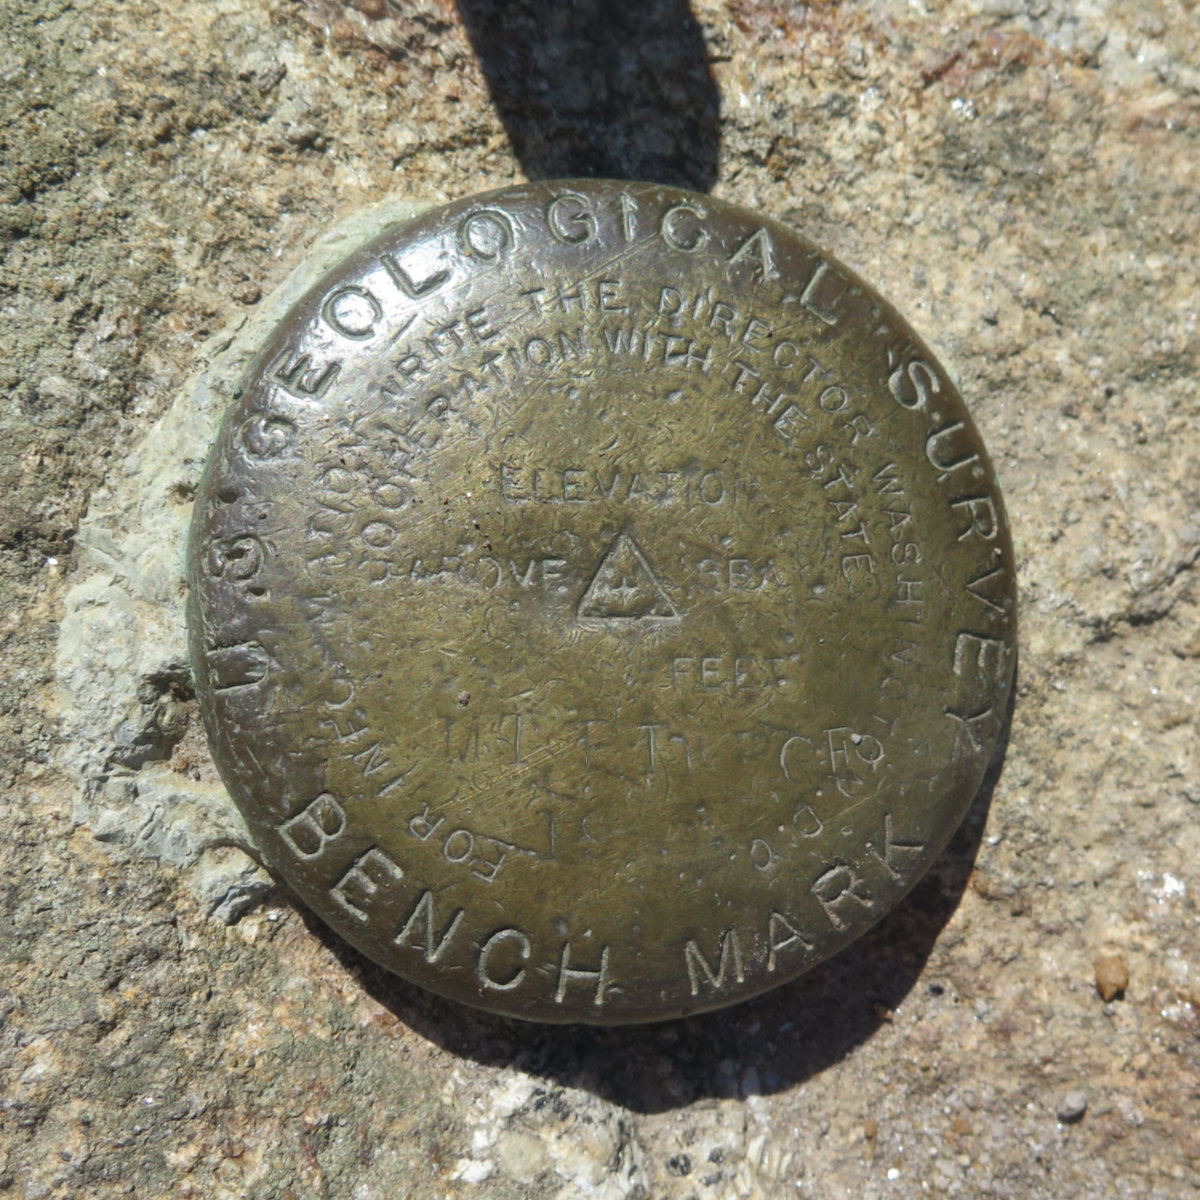 U.S. GEOLOGICAL SURVEY
FOR INFORMATION WRITE THE DIRECTOR WASHINGTON D.C.
COOPERATION WITH THE STATE
ELEVATION
ABOVE SEA
FEET
BENCH MARK